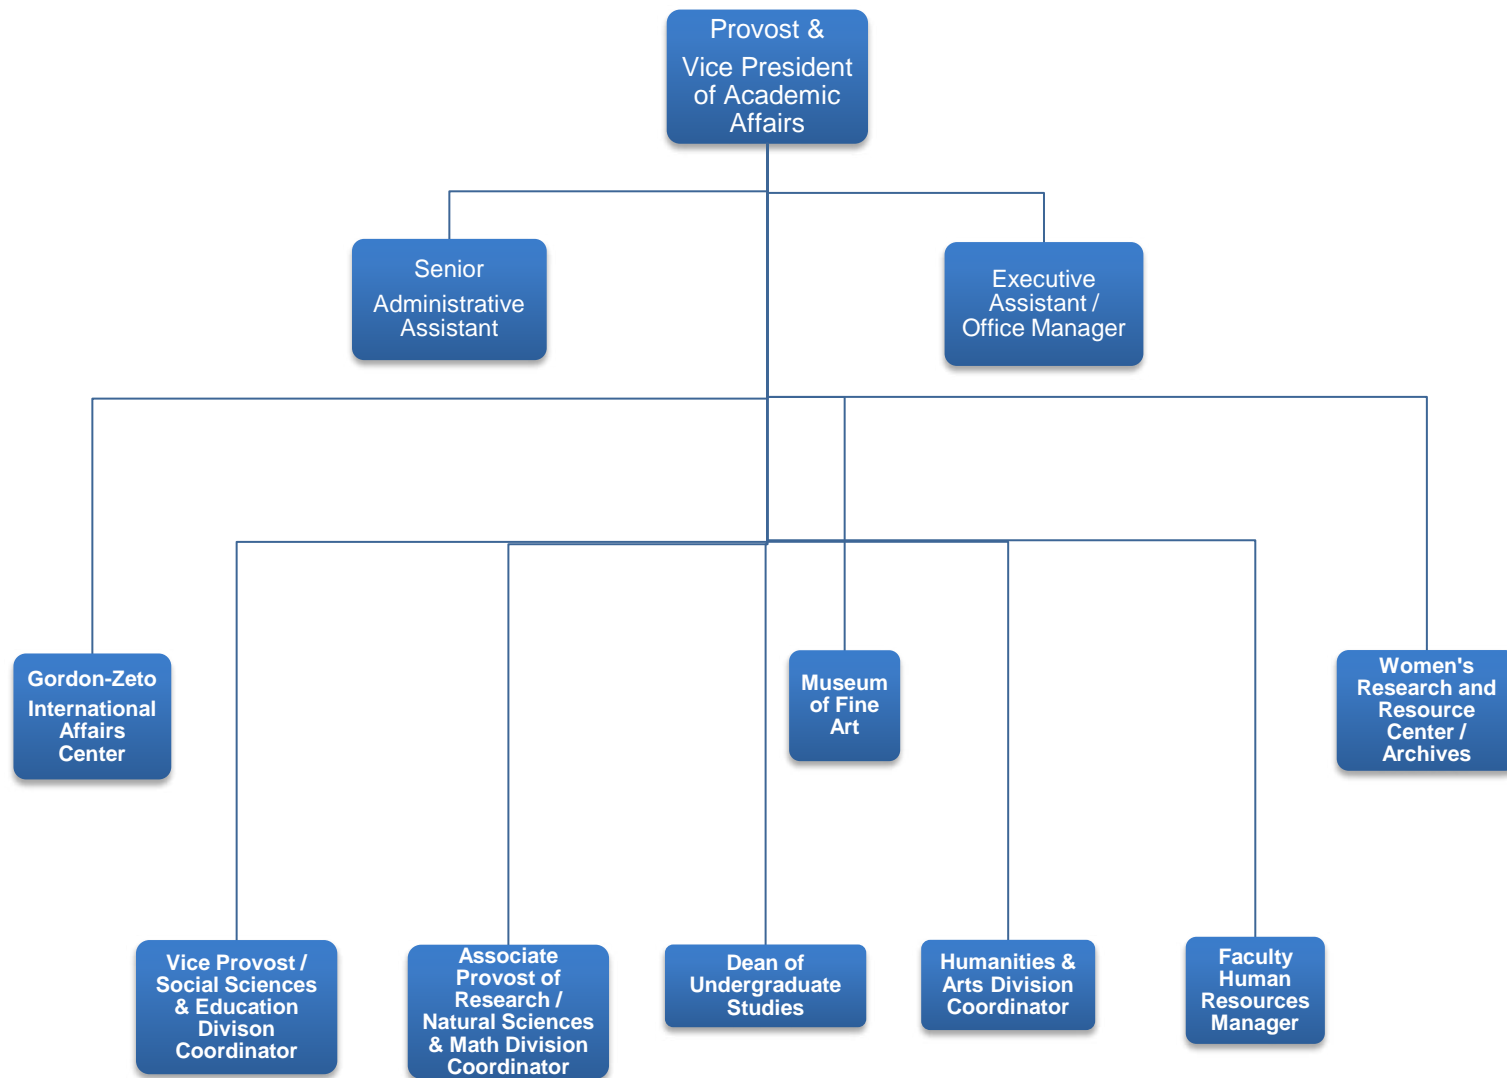 Provost &
Vice President
of Academic
Affairs
Senior
Administrative
Assistant
Executive
Assistant /
Office Manager
Gordon-Zeto
International
Affairs
Center
Museum
of Fine
Art
Women's
Research and
Resource
Center /
Archives
Vice Provost /
Social Sciences
& Education
Divison
Coordinator
Associate
Provost of
Research /
Natural Sciences
& Math Division
Coordinator
Dean of
Undergraduate
Studies
Humanities &
Arts Division
Coordinator
Faculty
Human
Resources
Manager